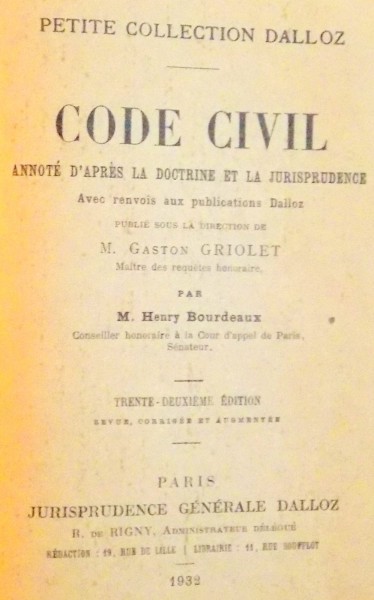 PETITE COLLECTION DALLOZ
CODE CIVIL
ANNOTÉ D'APRÈS LA DOCTRINE ET LA JURISPRUDENCE
Avec renvois aux publications Dalloz
PUBLIÉ SOUS LA DIRECTION DE
M. GASTON GRIOLET
Maître des requêtes honoraire,
PAR
M. Henry Bourdeaux
Conseiller honoraire à la Cour d'appel de Paris,
Sénateur.
TRENTE-DEUXIÈME ÉDITION
REVUE, CORRIGÉE ET AUGMENTÉE
PARIS
JURISPRUDENCE GÉNÉRALE DALLOZ
R. DE RIGNY, ADMINISTRATEUR DÉLÉGUÉ
RÉDACTION : 19, RUE DE LILLE | LIBRAIRIE : 11, RUE SOUFFLOT
1932